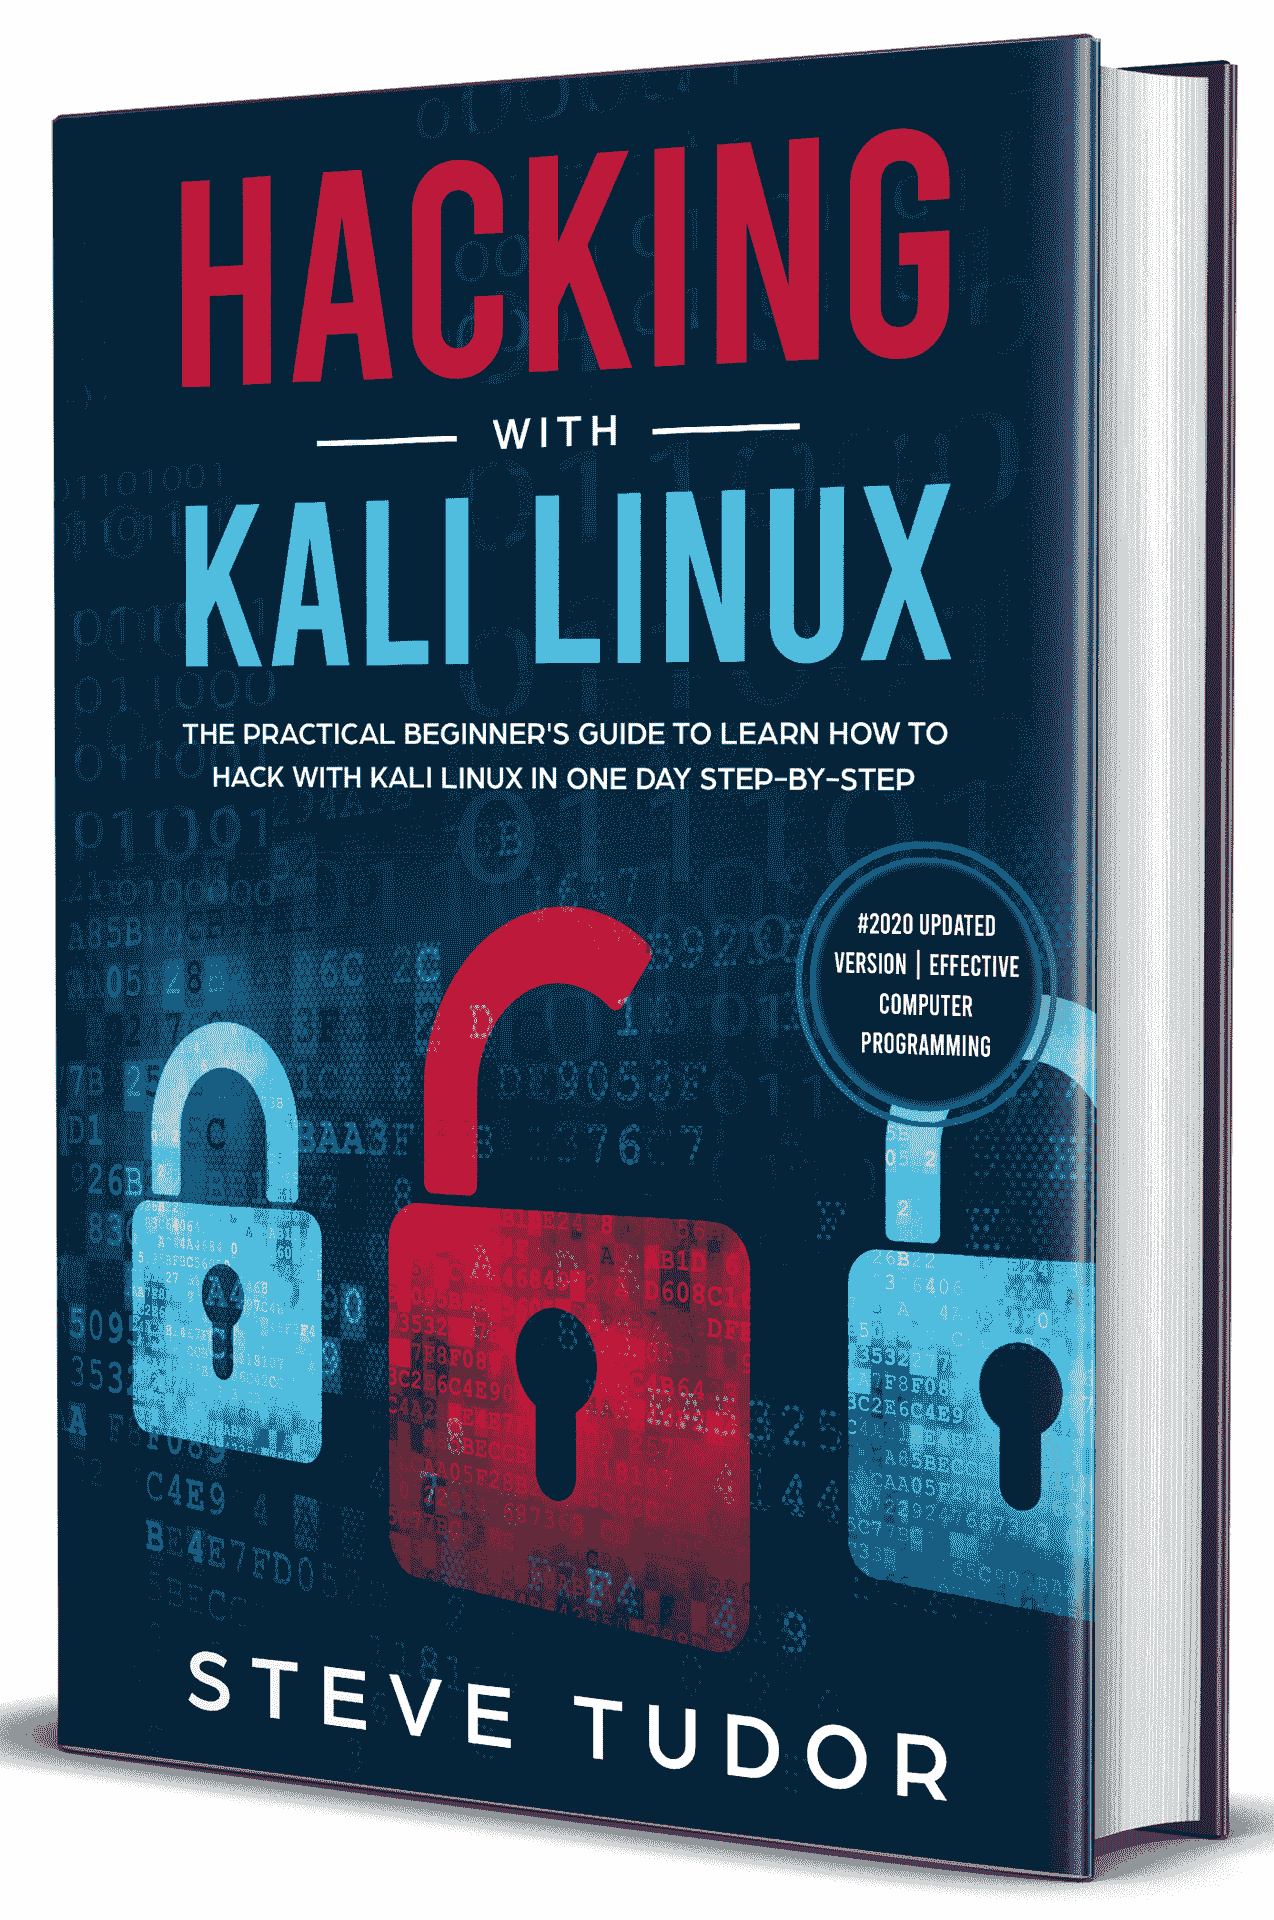 HACKING
WITH
KALI LINUX
THE PRACTICAL BEGINNER'S GUIDE TO LEARN HOW TO
HACK WITH KALI LINUX IN ONE DAY STEP-BY-STEP
#2020 UPDATED
VERSION | EFFECTIVE
COMPUTER
PROGRAMMING
STEVE TUDOR